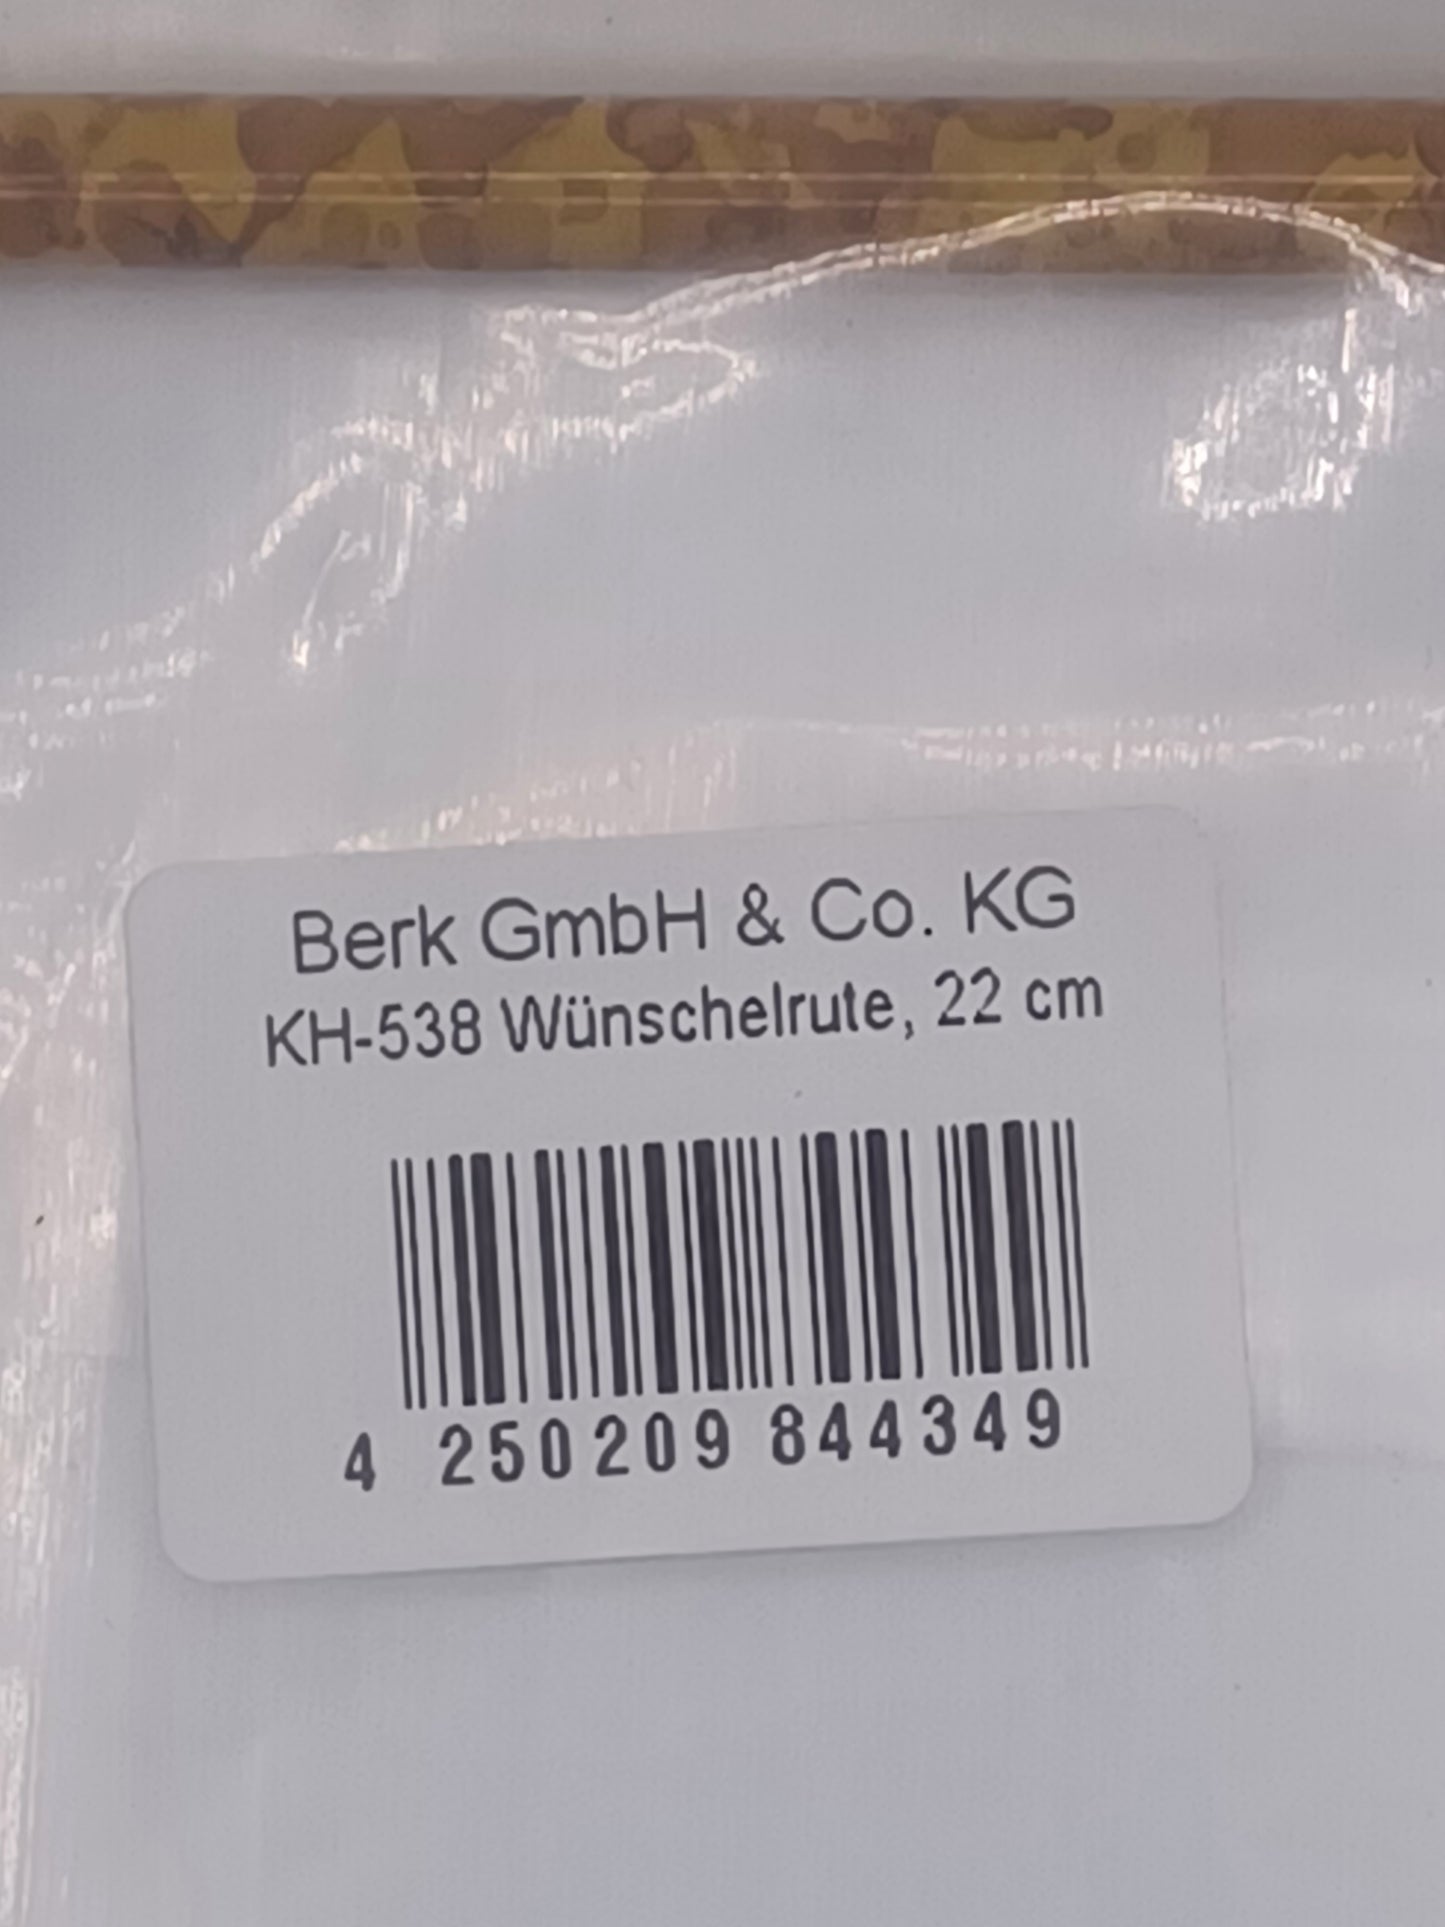 Berk GmbH & Co. KG
KH-538 Wünschelrute, 22 cm
4 250209 844349